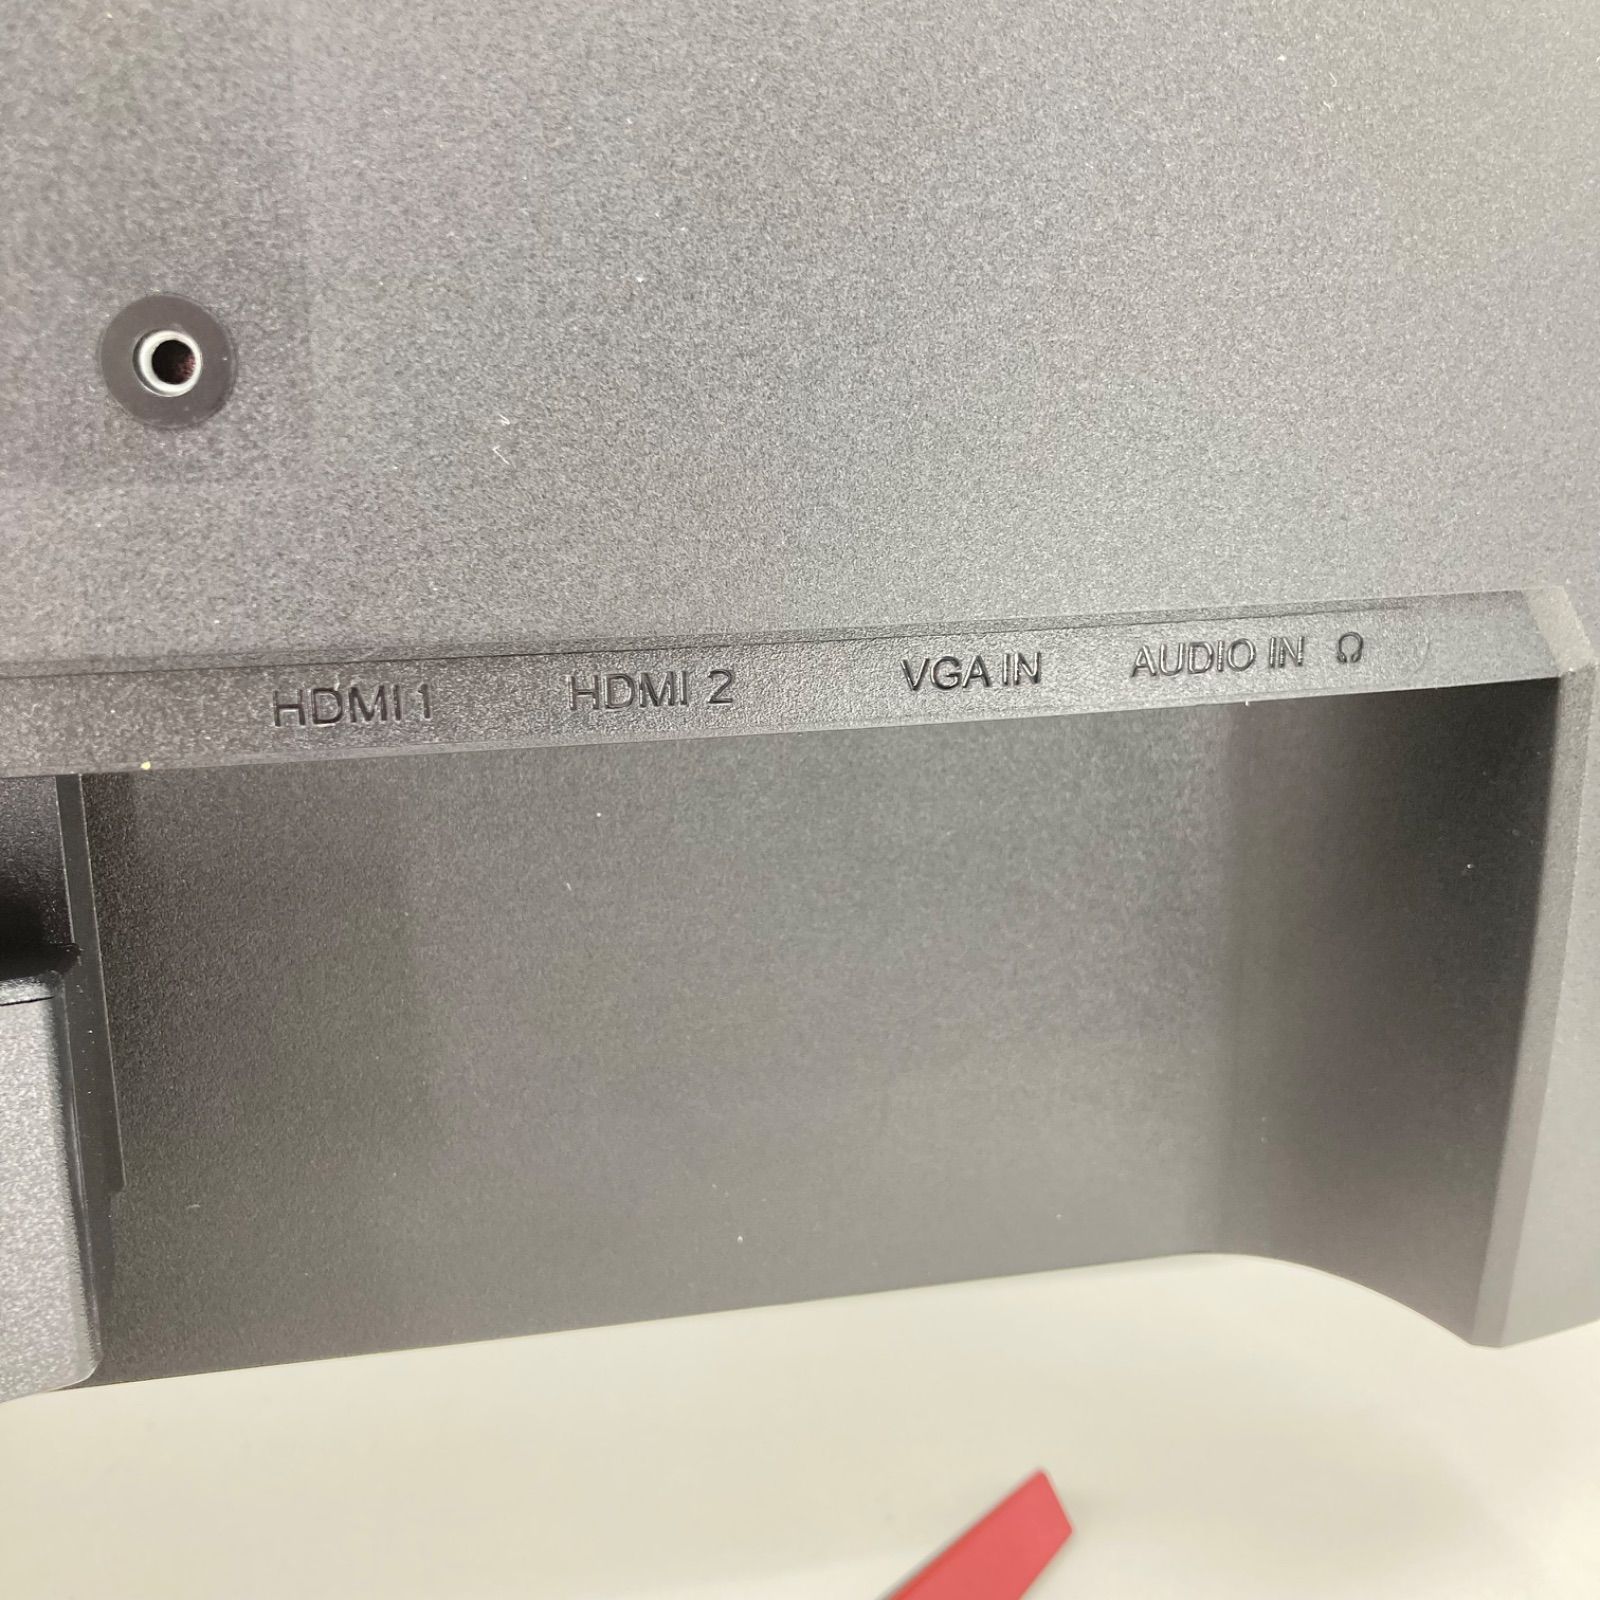 HDMI 1 HDMI 2 VGA IN AUDIO IN